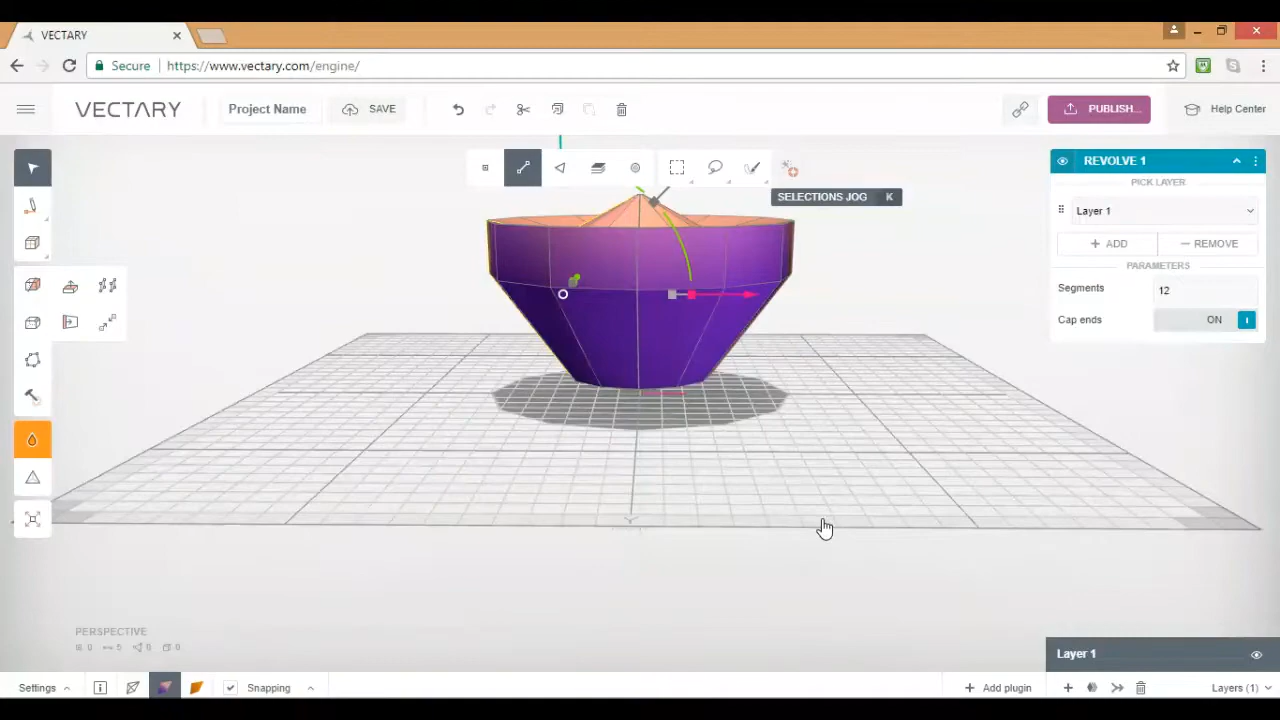 VECTARY
Secure https://www.vectary.com/engine/
VECTARY
Project Name
SAVE
PUBLISH...
Help Center
SELECTIONS JOG K
REVOLVE 1
PICK LAYER
Layer 1
ADD
REMOVE
PARAMETERS
Segments 12
Cap ends ON
PERSPECTIVE
Layer 1
Settings
Snapping
Add plugin
Layers (1)